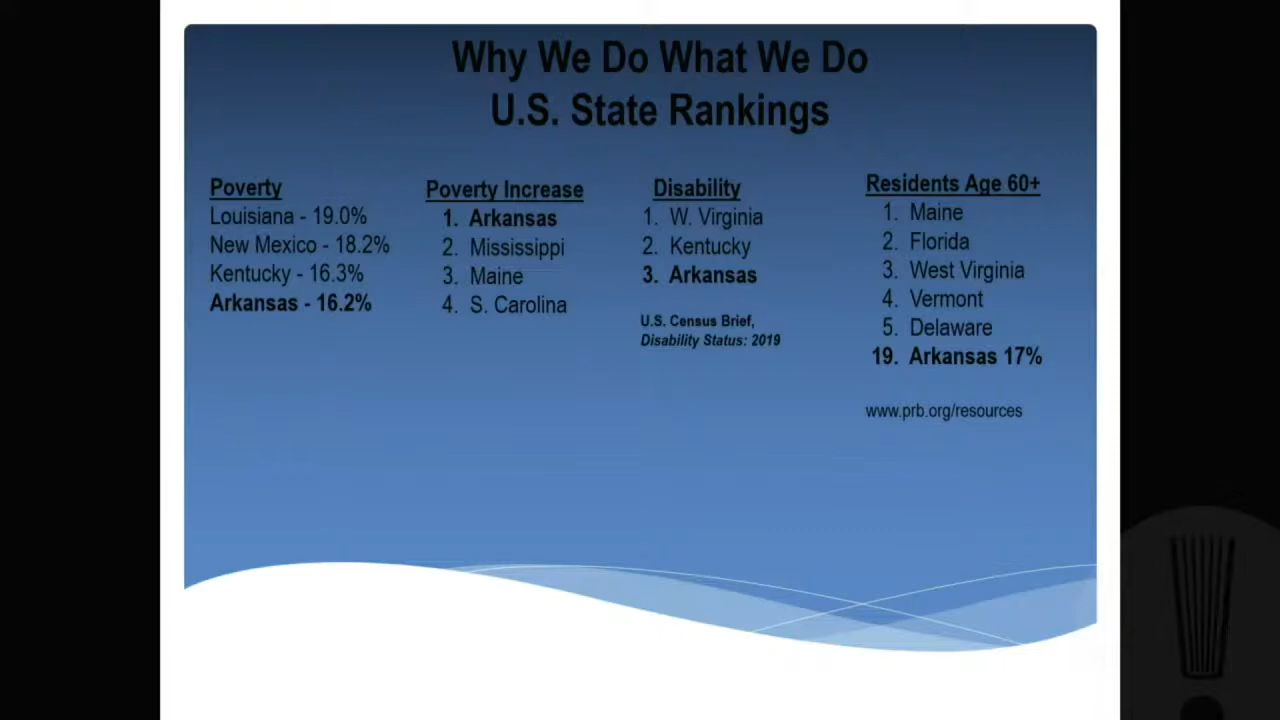 Why We Do What We Do
U.S. State Rankings
Poverty
Louisiana - 19.0%
New Mexico - 18.2%
Kentucky - 16.3%
Arkansas - 16.2%
Poverty Increase
1. Arkansas
2. Mississippi
3. Maine
4. S. Carolina
Disability
1. W. Virginia
2. Kentucky
3. Arkansas
U.S. Census Brief,
Disability Status: 2019
Residents Age 60+
1. Maine
2. Florida
3. West Virginia
4. Vermont
5. Delaware
19. Arkansas 17%
www.prb.org/resources